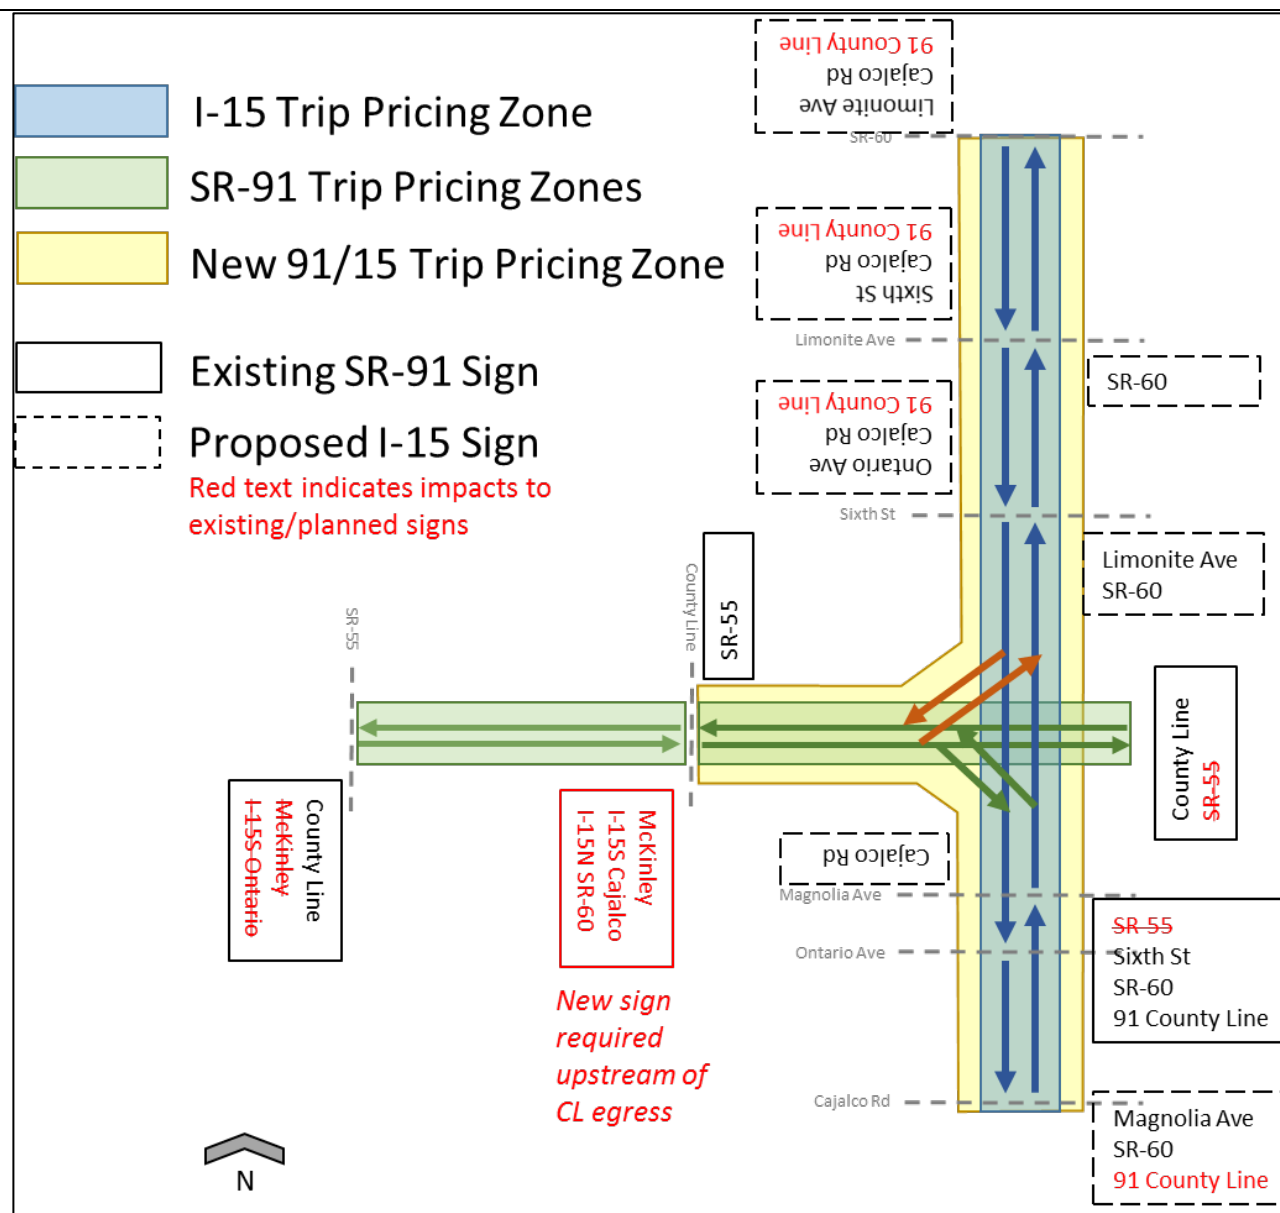 I-15 Trip Pricing Zone
SR-91 Trip Pricing Zones
New 91/15 Trip Pricing Zone
Existing SR-91 Sign
Proposed I-15 Sign
Red text indicates impacts to
existing/planned signs
Limonite Ave
Cajalco Rd
91 County Line
SR-60
Sixth St
Cajalco Rd
91 County Line
Limonite Ave
SR-60
Ontario Ave
Cajalco Rd
91 County Line
Sixth St
Limonite Ave
SR-60
SR-55
County Line
SR-55
County Line
SR-55
County Line
McKinley
I-15S Ontario
McKinley
I-15S Cajalco
I-15N SR-60
New sign
required
upstream of
CL egress
Cajalco Rd
Magnolia Ave
Ontario Ave
SR-55
Sixth St
SR-60
91 County Line
Cajalco Rd
Magnolia Ave
SR-60
91 County Line
N